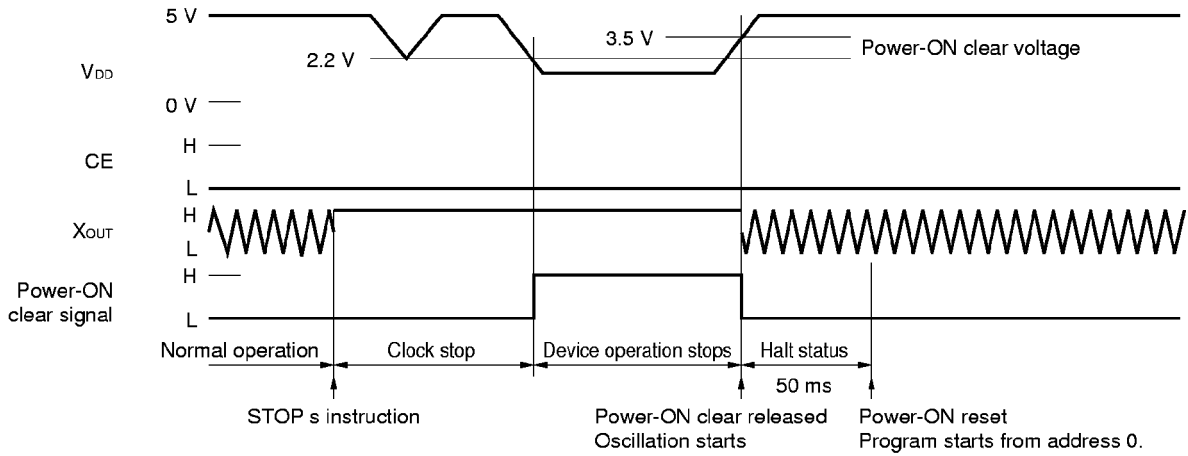 5 V
3.5 V
Power-ON clear voltage
2.2 V
VDD
0 V
H
CE
L
H
XOUT
L
H
Power-ON
clear signal
L
Normal operation
Clock stop
Device operation stops
Halt status
50 ms
STOP s instruction
Power-ON clear released
Oscillation starts
Power-ON reset
Program starts from address 0.